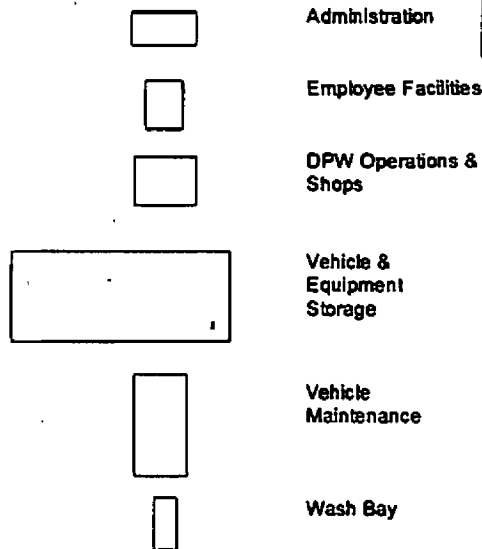 Administration
Employee Facilities
DPW Operations &
Shops
Vehicle &
Equipment
Storage
Vehicle
Maintenance
Wash Bay